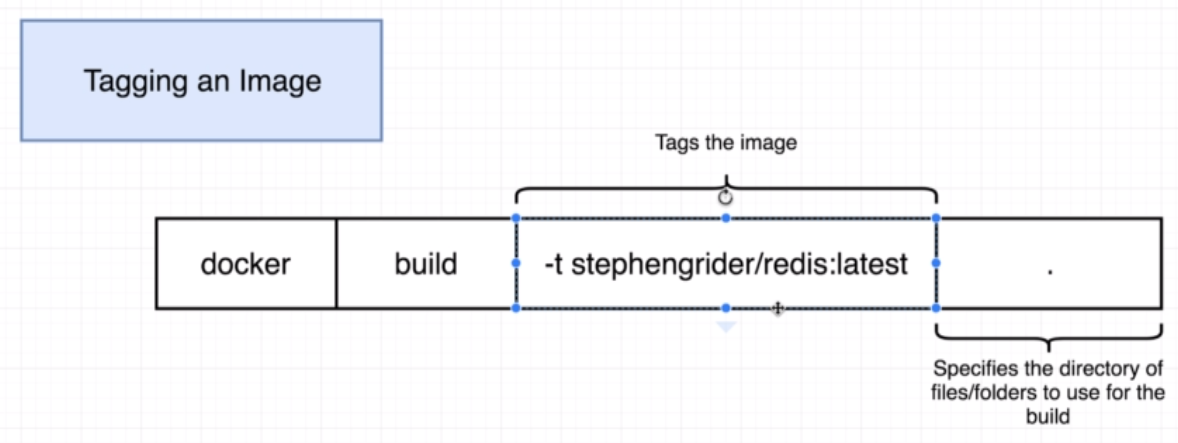 Tagging an Image
Tags the image
docker build -t stephengrider/redis:latest .
Specifies the directory of
files/folders to use for the
build